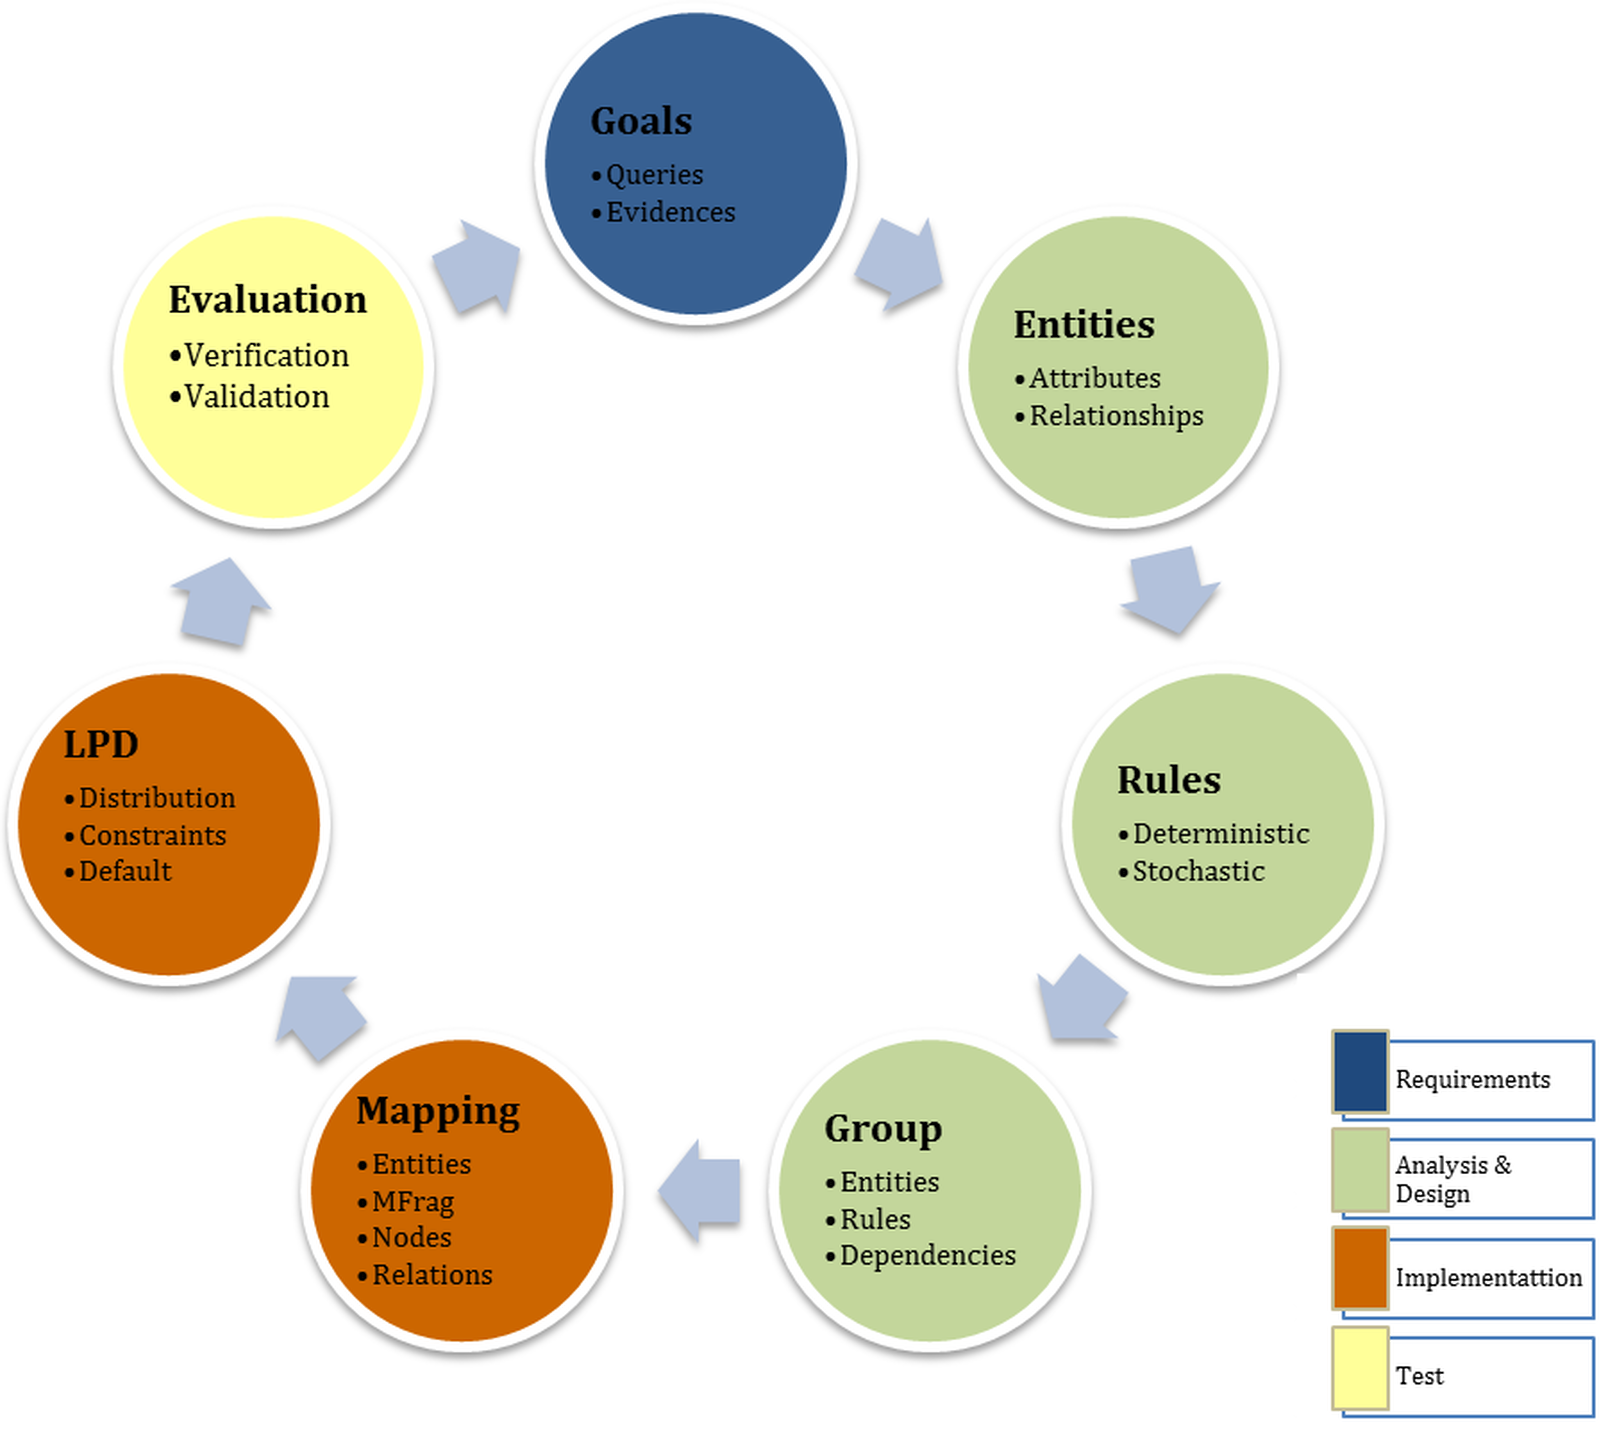 Goals
•Queries
•Evidences
Entities
•Attributes
•Relationships
Rules
•Deterministic
•Stochastic
Group
•Entities
•Rules
•Dependencies
Mapping
•Entities
•MFrag
•Nodes
•Relations
LPD
•Distribution
•Constraints
•Default
Evaluation
•Verification
•Validation
Requirements
Analysis &
Design
Implementattion
Test